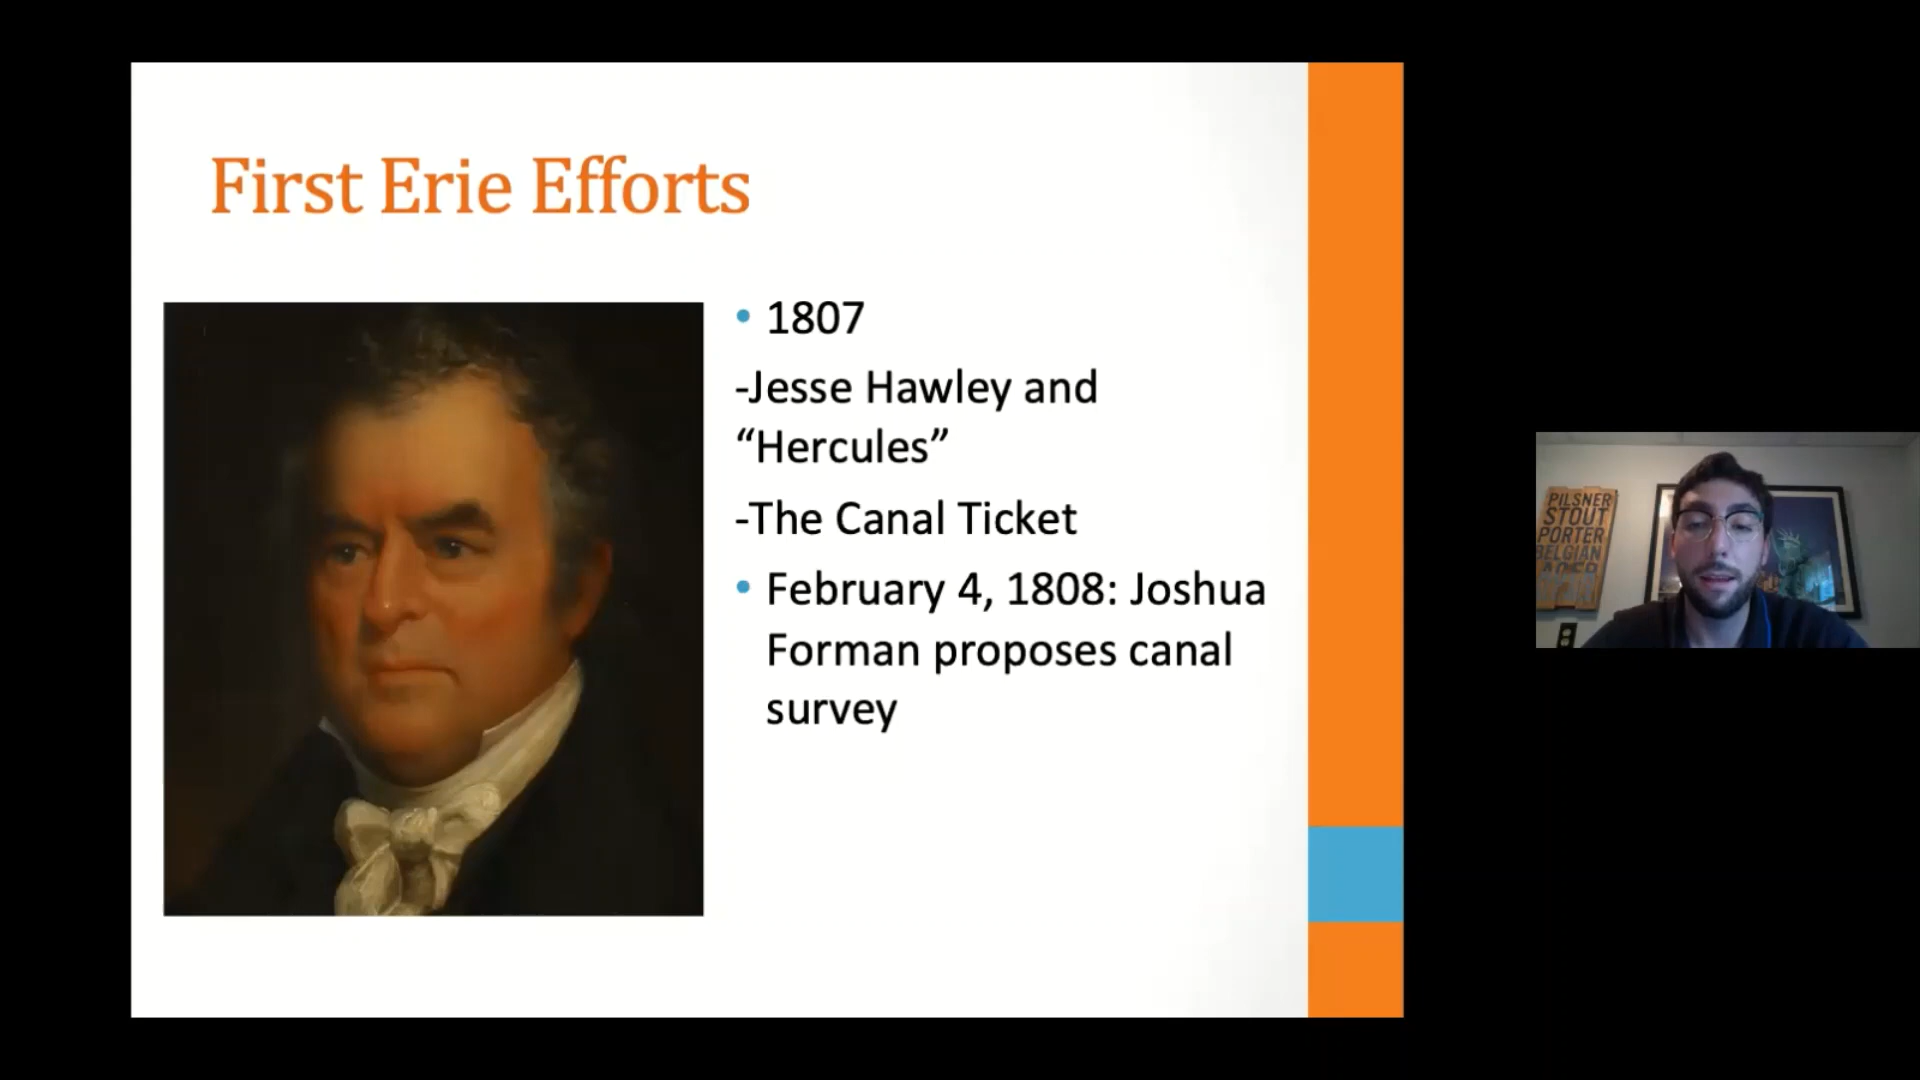 First Erie Efforts
• 1807
-Jesse Hawley and
“Hercules”
-The Canal Ticket
• February 4, 1808: Joshua
Forman proposes canal
survey
PILSNER
STOUT
PORTER
BELGIAN